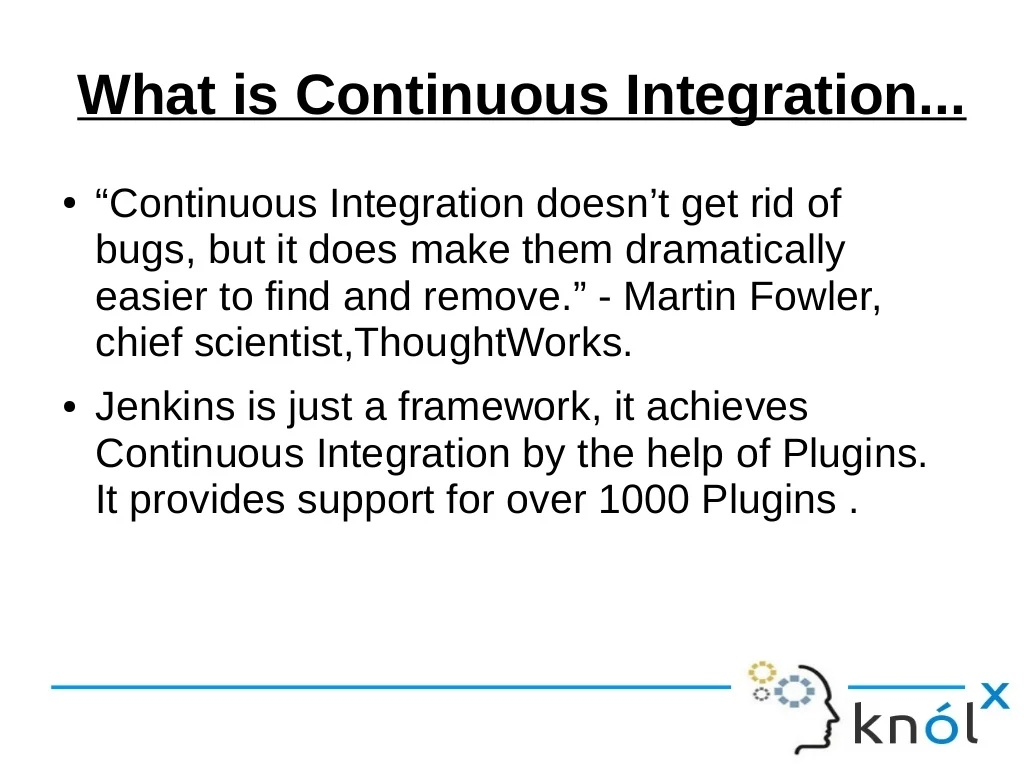 What is Continuous Integration...
• “Continuous Integration doesn’t get rid of
bugs, but it does make them dramatically
easier to find and remove.” - Martin Fowler,
chief scientist,ThoughtWorks.
• Jenkins is just a framework, it achieves
Continuous Integration by the help of Plugins.
It provides support for over 1000 Plugins .
knól x